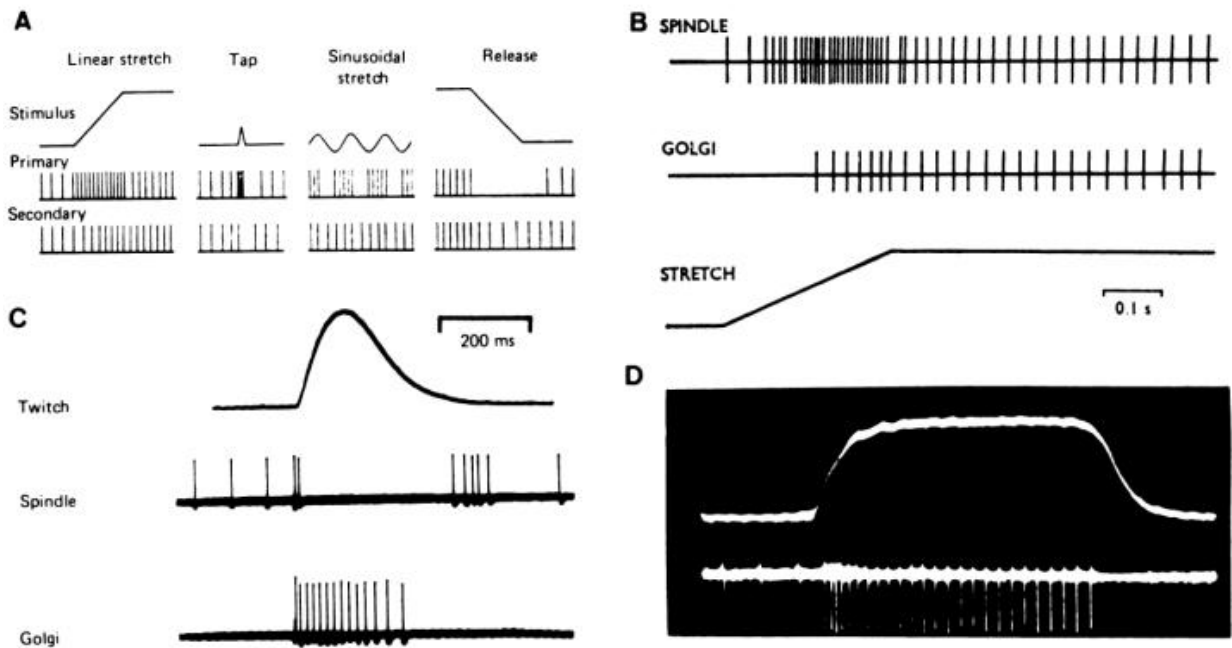 A
Linear stretch
Tap
Sinusoidal
stretch
Release
Stimulus
Primary
Secondary
B
SPINDLE
GOLGI
STRETCH
0.1 s
C
200 ms
Twitch
Spindle
Golgi
D